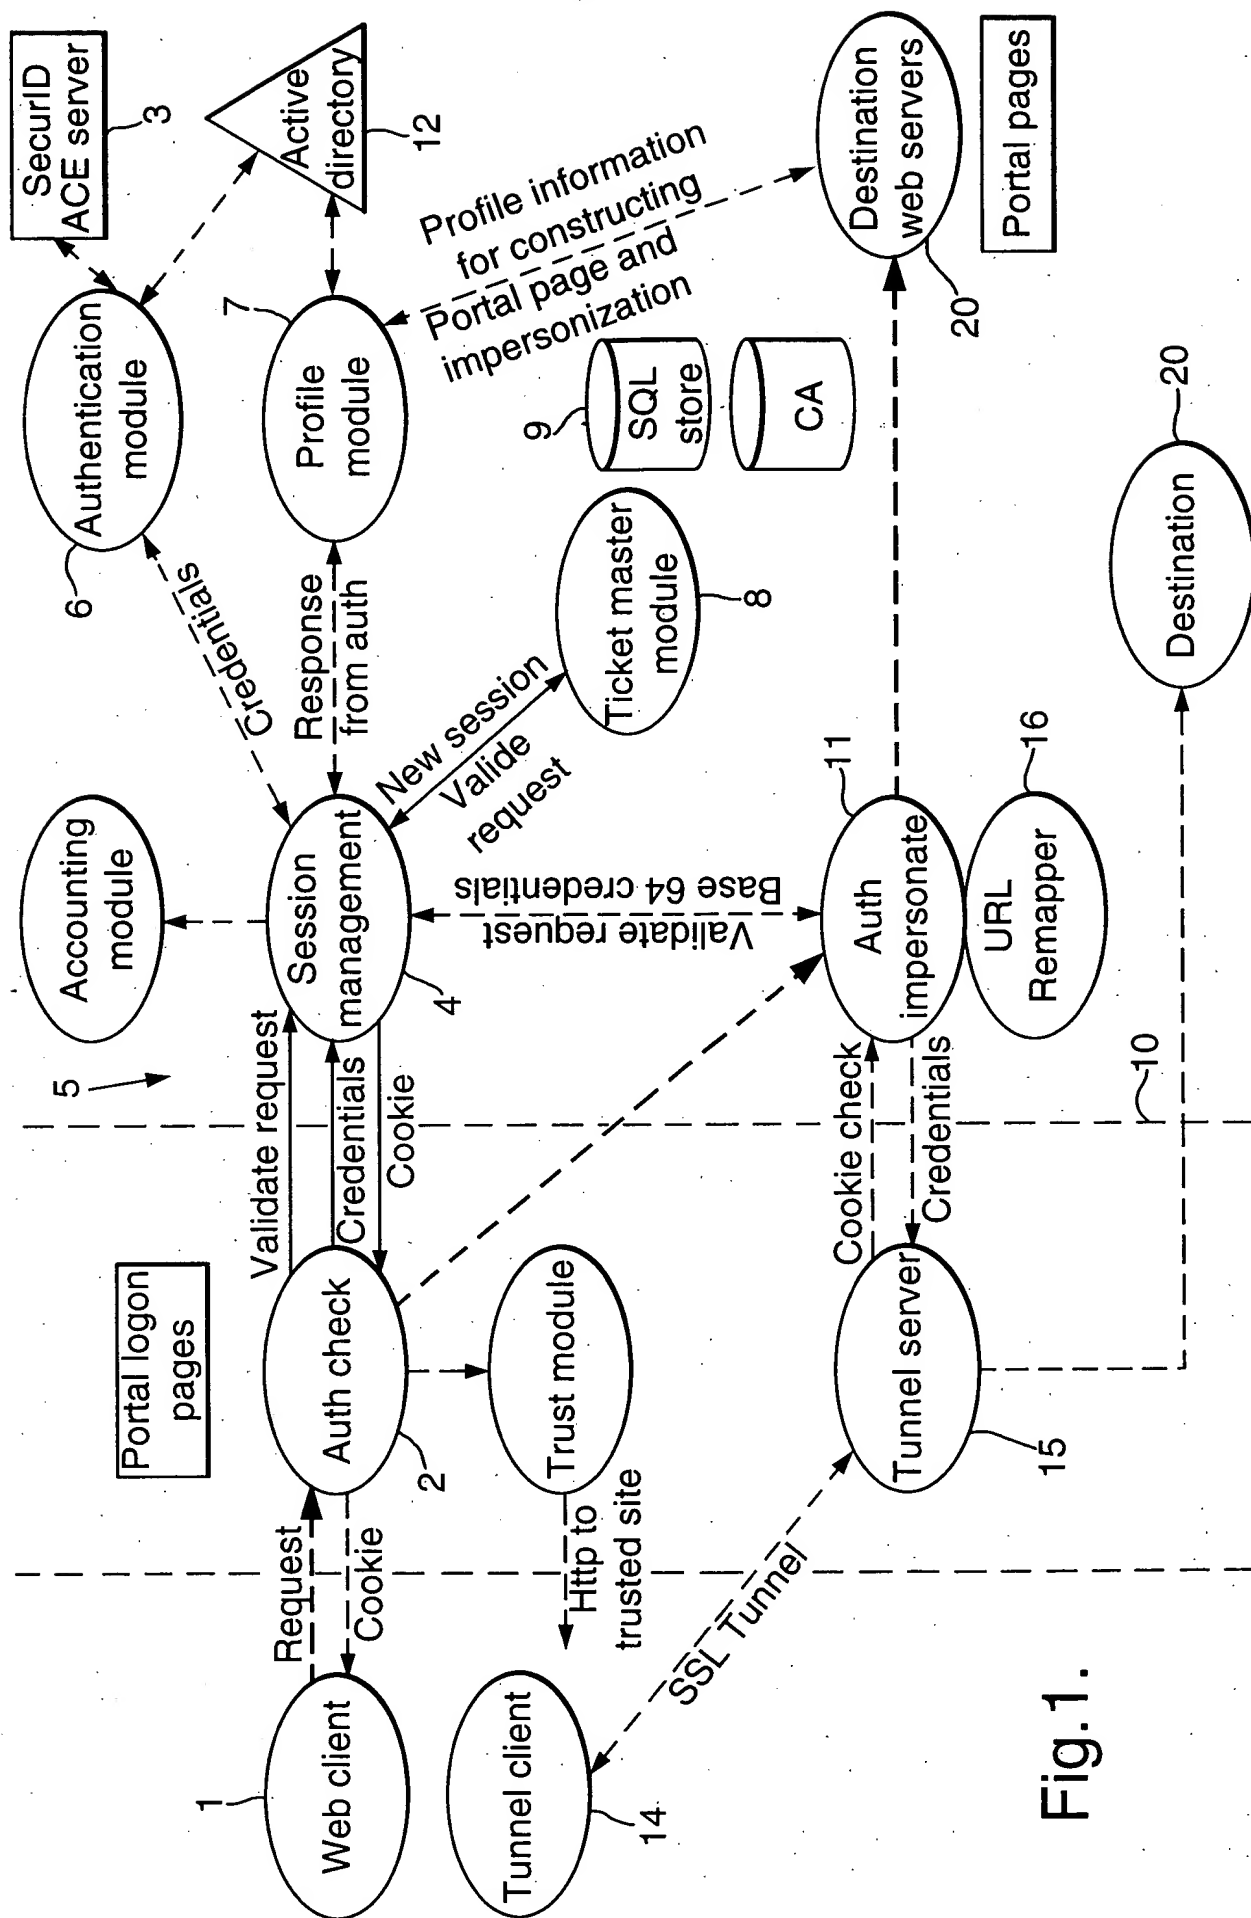 Portal logon
pages
5
Accounting
module
6
Authentication
module
SecurID
ACE server
3
1
Web client
Request
Cookie
Auth check
2
Validate request
Credentials
Cookie
Session
management
4
Credentials
Response
from auth
7
Profile
module
Active
directory
12
Tunnel client
14
Http to
trusted site
Trust module
New session
Valide
request
Ticket master
module
8
9
SQL
store
CA
Profile information
for constructing
Portal page and
impersonization
Validate request
Base 64 credentials
SSL Tunnel
Tunnel server
15
Cookie check
Credentials
11
Auth
impersonate
URL
Remapper
16
Destination
web servers
20
Portal pages
10
Destination
20
Fig.1.